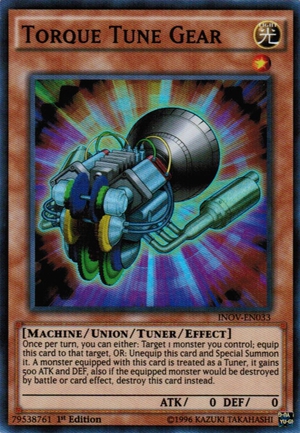 TORQUE TUNE GEAR
LIGHT
光
INOV-EN033
[MACHINE/UNION/TUNER/EFFECT]
Once per turn, you can either: Target 1 monster you control; equip
this card to that target, OR: Unequip this card and Special Summon
it. A monster equipped with this card is treated as a Tuner, it gains
500 ATK and DEF, also if the equipped monster would be destroyed
by battle or card effect, destroy this card instead.
ATK/ 0 DEF/ 0
79538761 1st Edition ©1996 KAZUKI TAKAHASHI